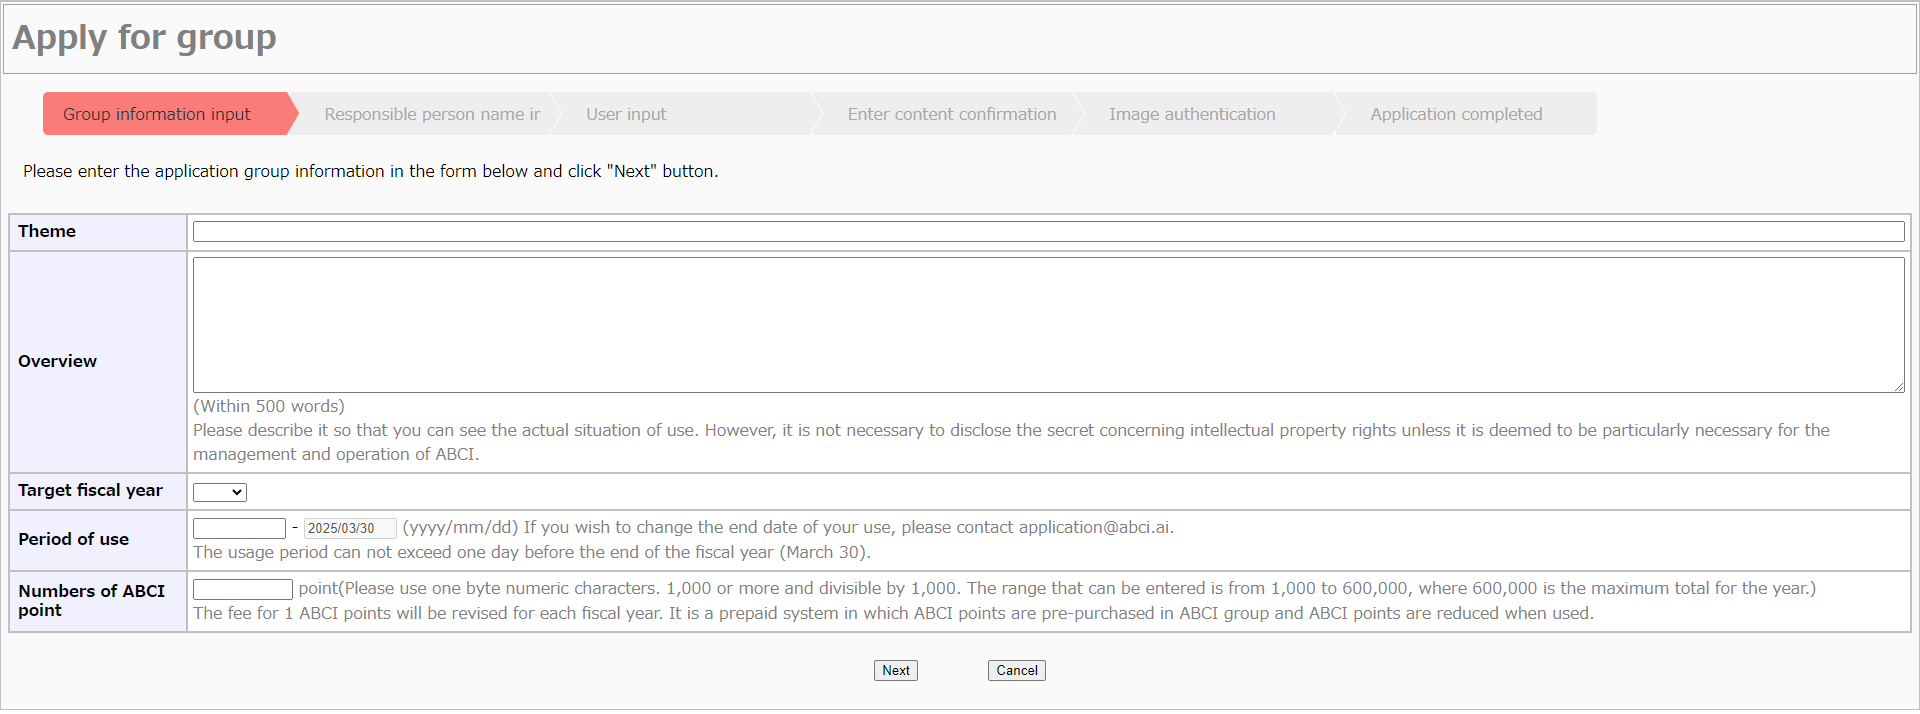 Apply for group
Group information input
Responsible person name ir
User input
Enter content confirmation
Image authentication
Application completed
Please enter the application group information in the form below and click "Next" button.
Theme
Overview
(Within 500 words)
Please describe it so that you can see the actual situation of use. However, it is not necessary to disclose the secret concerning intellectual property rights unless it is deemed to be particularly necessary for the
management and operation of ABCI.
Target fiscal year
Period of use
- 2025/03/30 (yyyy/mm/dd) If you wish to change the end date of your use, please contact application@abci.ai.
The usage period can not exceed one day before the end of the fiscal year (March 30).
Numbers of ABCI
point
point(Please use one byte numeric characters. 1,000 or more and divisible by 1,000. The range that can be entered is from 1,000 to 600,000, where 600,000 is the maximum total for the year.)
The fee for 1 ABCI points will be revised for each fiscal year. It is a prepaid system in which ABCI points are pre-purchased in ABCI group and ABCI points are reduced when used.
Next
Cancel